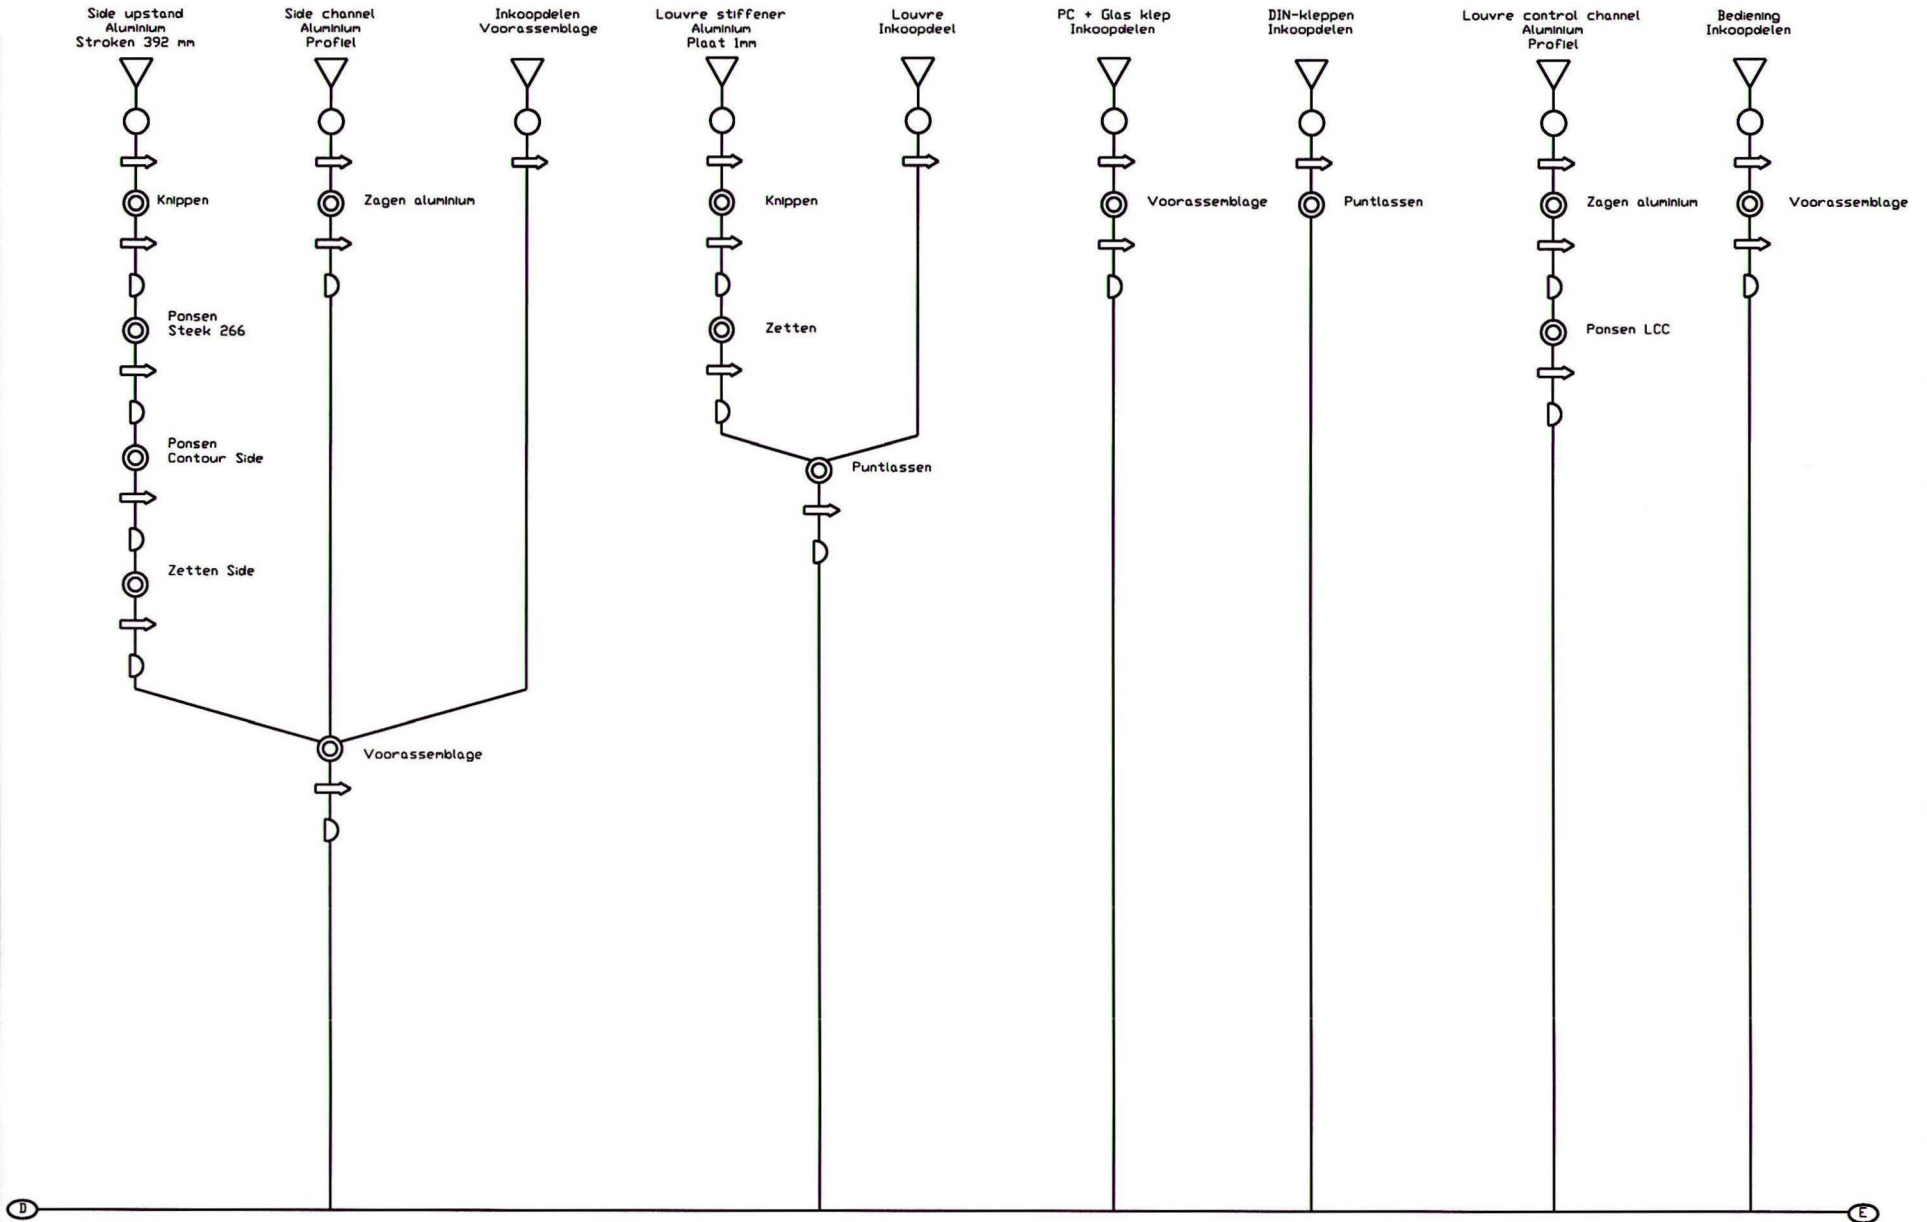 Side upstand
Aluminium
Stroken 392 mm
Side channel
Aluminium
Profiel
Inkoopdelen
Voorassemblage
Louvre stiffener
Aluminium
Plaat 1mm
Louvre
Inkoopdeel
PC + Glas klep
Inkoopdelen
DIN-kleppen
Inkoopdelen
Louvre control channel
Aluminium
Profiel
Bediening
Inkoopdelen
Knippen
Zagen aluminium
Knippen
Voorassemblage
Puntlassen
Zagen aluminium
Voorassemblage
Ponsen
Steek 266
Zetten
Ponsen LCC
Ponsen
Contour Side
Puntlassen
Zetten Side
Voorassemblage
D
E